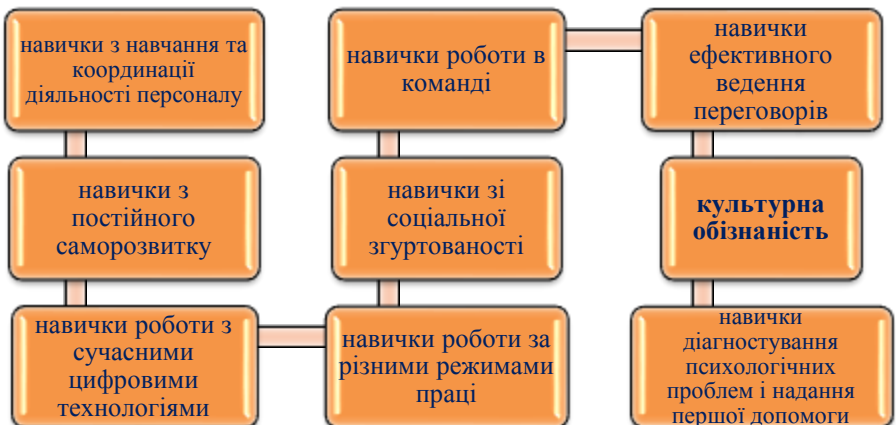 навички з навчання та
координації
діяльності персоналу
навички з
постійного
саморозвитку
навички роботи з
сучасними
цифровими
технологіями
навички роботи за
різними режимами
праці
навички зі
соціальної
згуртованості
навички роботи в
команді
навички
ефективного
ведення
переговорів
культурна
обізнаність
навички
діагностування
психологічних
проблем і надання
першої допомоги